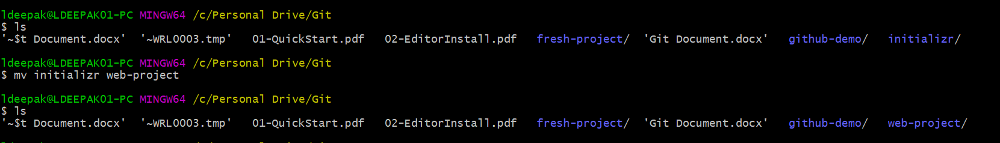 ldeepak@LDEEPAK01-PC MINGW64 /c/Personal Drive/Git
$ ls
'~$t Document.docx'  '~WRL0003.tmp'   01-QuickStart.pdf   02-EditorInstall.pdf   fresh-project/  'Git Document.docx'   github-demo/   initializr/
ldeepak@LDEEPAK01-PC MINGW64 /c/Personal Drive/Git
$ mv initializr web-project
ldeepak@LDEEPAK01-PC MINGW64 /c/Personal Drive/Git
$ ls
'~$t Document.docx'  '~WRL0003.tmp'   01-QuickStart.pdf   02-EditorInstall.pdf   fresh-project/  'Git Document.docx'   github-demo/   web-project/